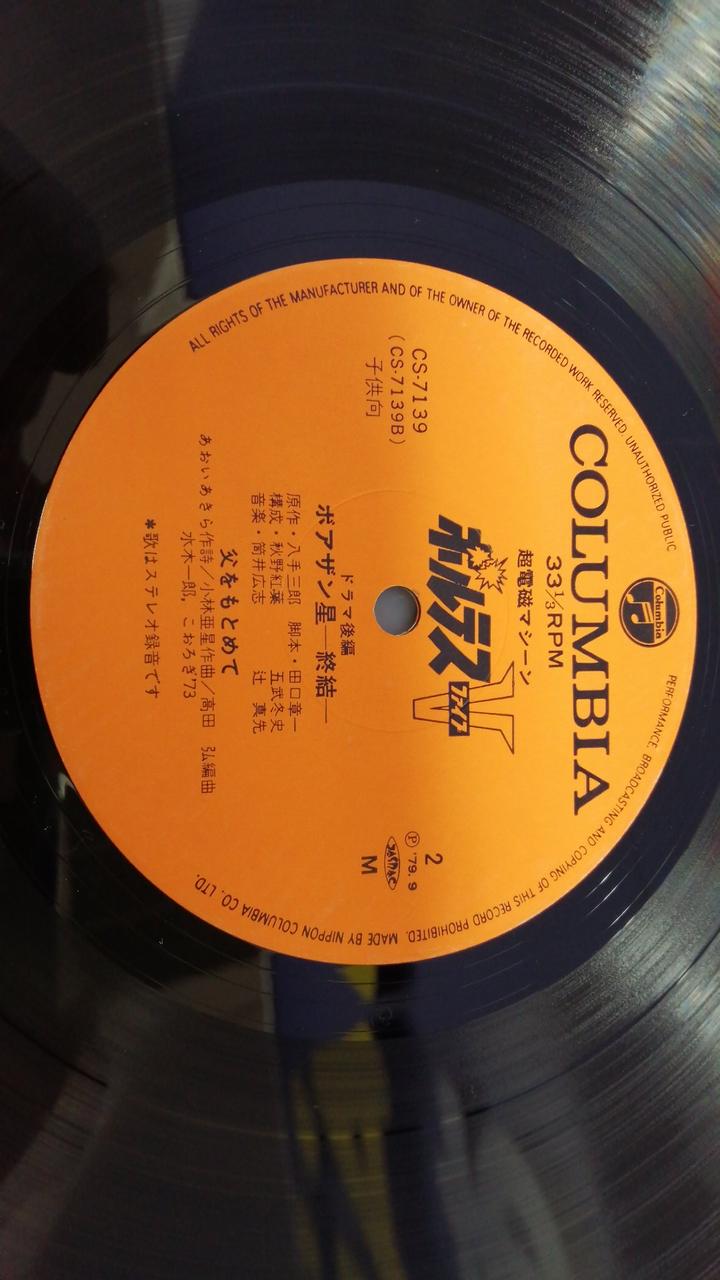 Columbia
COLUMBIA
33⅓RPM
超電磁マシーン
ボルテスV
ファイブ
CS-7139
(CS-7139B)
子供向
2
Ⓟ '79. 9
JASRAC
M
ドラマ後編
ボアザン星—終結—
原作・八手三郎 脚本・田口章一
構成・秋野紅葉 五武冬史
音楽・筒井広志 辻 真先
父をもとめて
あおいあきら作詩/小林亜星作曲/高田 弘編曲
水木一郎, こおろぎ'73
*歌はステレオ録音です
ALL RIGHTS OF THE MANUFACTURER AND OF THE OWNER OF THE RECORDED WORK RESERVED. UNAUTHORIZED PUBLIC PERFORMANCE. BROADCASTING AND COPYING OF THIS RECORD PROHIBITED. MADE BY NIPPON COLUMBIA CO. LTD.